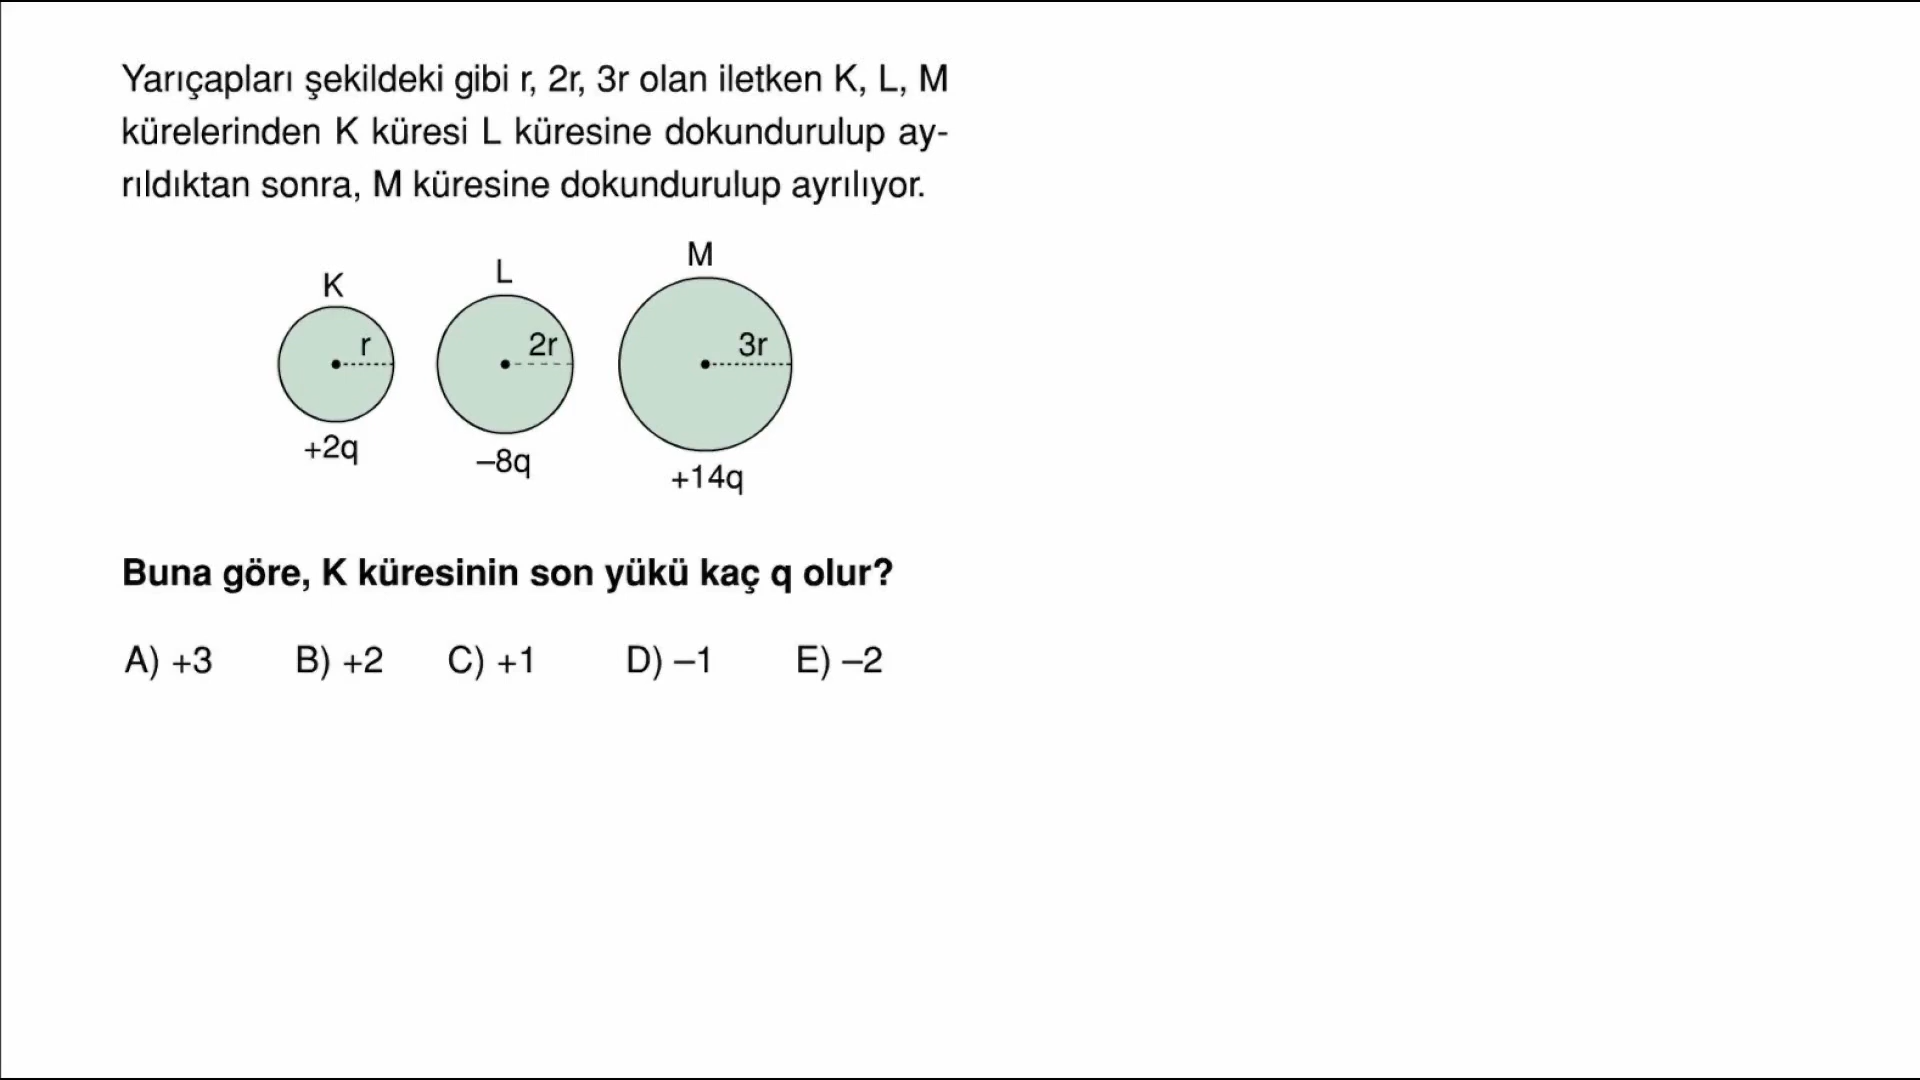 Yarıçapları şekildeki gibi r, 2r, 3r olan iletken K, L, M
kürelerinden K küresi L küresine dokundurulup ay-
rıldıktan sonra, M küresine dokundurulup ayrılıyor.
K
L
M
r
2r
3r
+2q
–8q
+14q
Buna göre, K küresinin son yükü kaç q olur?
A) +3 B) +2 C) +1 D) –1 E) –2